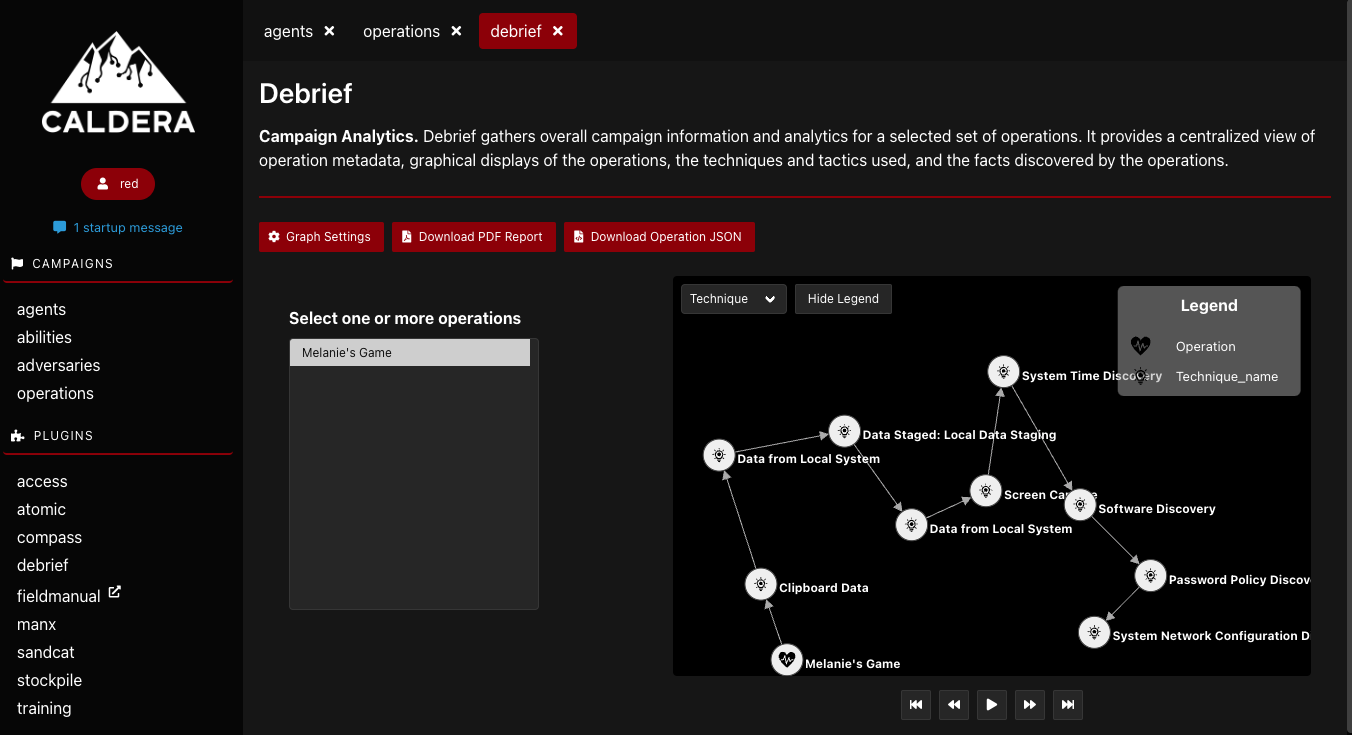 CALDERA
red
1 startup message
CAMPAIGNS
agents
abilities
adversaries
operations
PLUGINS
access
atomic
compass
debrief
fieldmanual
manx
sandcat
stockpile
training
agents
operations
debrief
Debrief
Campaign Analytics. Debrief gathers overall campaign information and analytics for a selected set of operations. It provides a centralized view of
operation metadata, graphical displays of the operations, the techniques and tactics used, and the facts discovered by the operations.
Graph Settings
Download PDF Report
Download Operation JSON
Select one or more operations
Melanie's Game
Technique
Hide Legend
Legend
Operation
Technique_name
System Time Discovery
Data Staged: Local Data Staging
Data from Local System
Screen
Software Discovery
Data from Local System
Password Policy Discov
Clipboard Data
System Network Configuration D
Melanie's Game